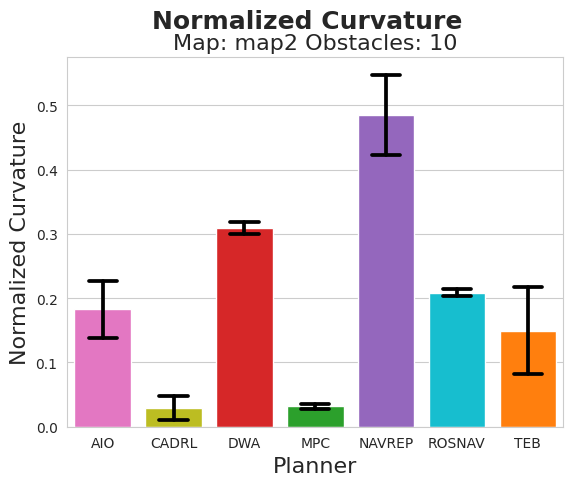 Normalized Curvature
Map: map2 Obstacles: 10
Normalized Curvature
0.5
0.4
0.3
0.2
0.1
0.0
AIO CADRL DWA MPC NAVREP ROSNAV TEB
Planner